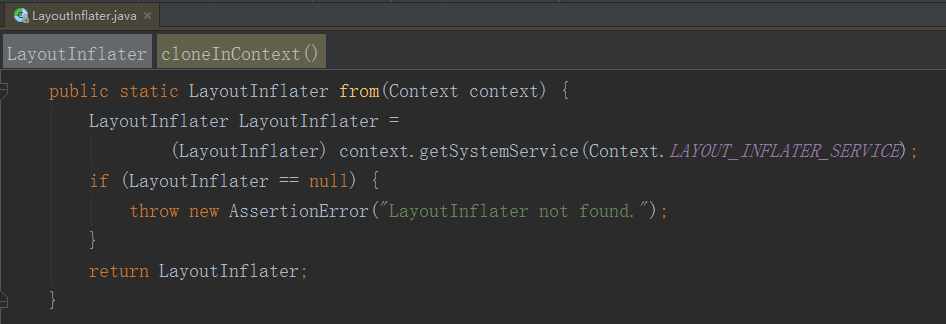 LayoutInflater.java ×
LayoutInflater cloneInContext()
public static LayoutInflater from(Context context) {
LayoutInflater LayoutInflater =
(LayoutInflater) context.getSystemService(Context.LAYOUT_INFLATER_SERVICE);
if (LayoutInflater == null) {
throw new AssertionError("LayoutInflater not found.");
}
return LayoutInflater;
}